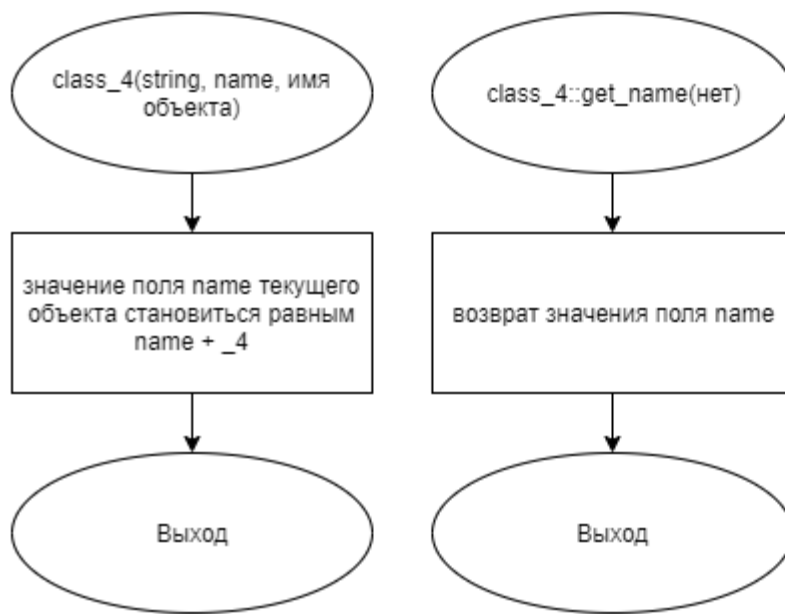 class_4(string, name, имя
объекта)
значение поля name текущего
объекта становиться равным
name + _4
Выход
class_4::get_name(нет)
возврат значения поля name
Выход